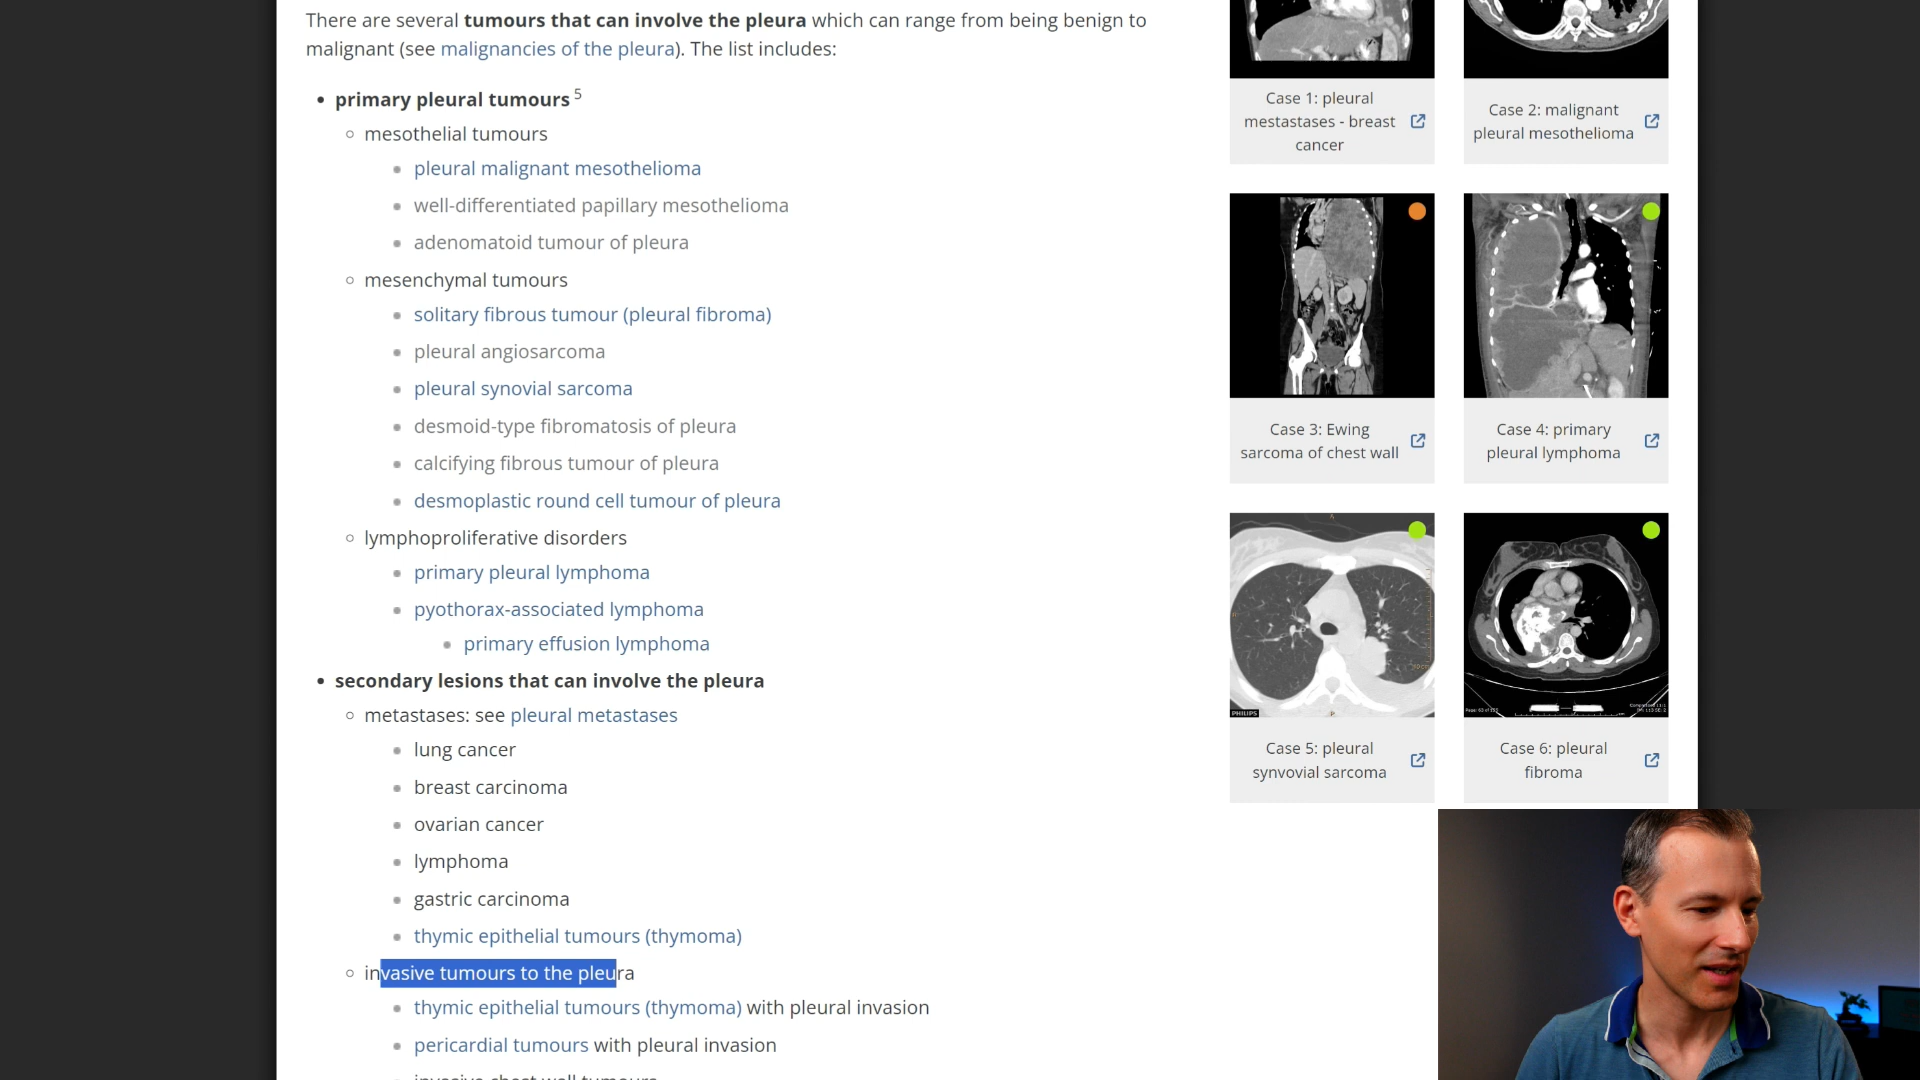 There are several tumours that can involve the pleura which can range from being benign to
malignant (see malignancies of the pleura). The list includes:
• primary pleural tumours 5
mesothelial tumours
pleural malignant mesothelioma
well-differentiated papillary mesothelioma
adenomatoid tumour of pleura
mesenchymal tumours
solitary fibrous tumour (pleural fibroma)
pleural angiosarcoma
pleural synovial sarcoma
desmoid-type fibromatosis of pleura
calcifying fibrous tumour of pleura
desmoplastic round cell tumour of pleura
lymphoproliferative disorders
primary pleural lymphoma
pyothorax-associated lymphoma
primary effusion lymphoma
• secondary lesions that can involve the pleura
metastases: see pleural metastases
lung cancer
breast carcinoma
ovarian cancer
lymphoma
gastric carcinoma
thymic epithelial tumours (thymoma)
invasive tumours to the pleura
thymic epithelial tumours (thymoma) with pleural invasion
pericardial tumours with pleural invasion
invasive chest wall tumours
Case 1: pleural
mestastases - breast
cancer
Case 2: malignant
pleural mesothelioma
Case 3: Ewing
sarcoma of chest wall
Case 4: primary
pleural lymphoma
PHILIPS
Case 5: pleural
synvovial sarcoma
Case 6: pleural
fibroma